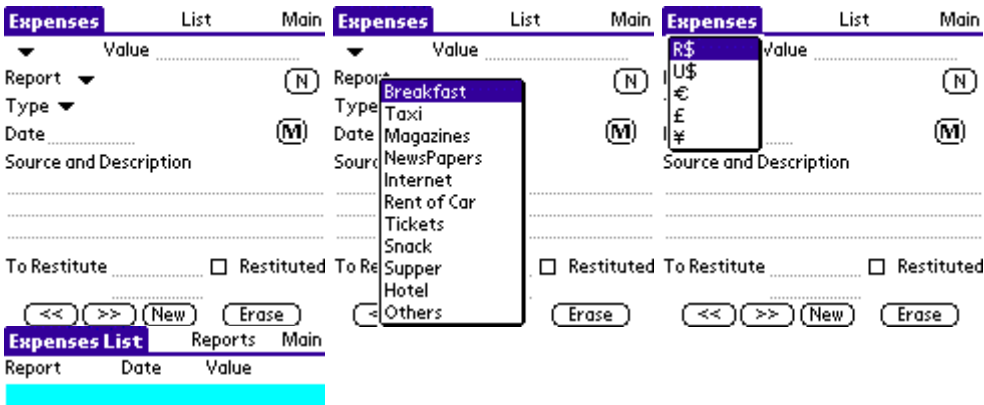 Expenses List Main
Value
Report N
Type
Date M
Source and Description
To Restitute Restituted
<< >> New Erase
Expenses List Main
Value
Report N
Type
Date M
Breakfast
Taxi
Magazines
NewsPapers
Internet
Rent of Car
Tickets
Snack
Supper
Hotel
Others
Restituted
Erase
Expenses List Main
Value
R$
U$
€
£
¥
N
M
Source and Description
To Restitute Restituted
<< >> New Erase
Expenses List Reports Main
Report Date Value